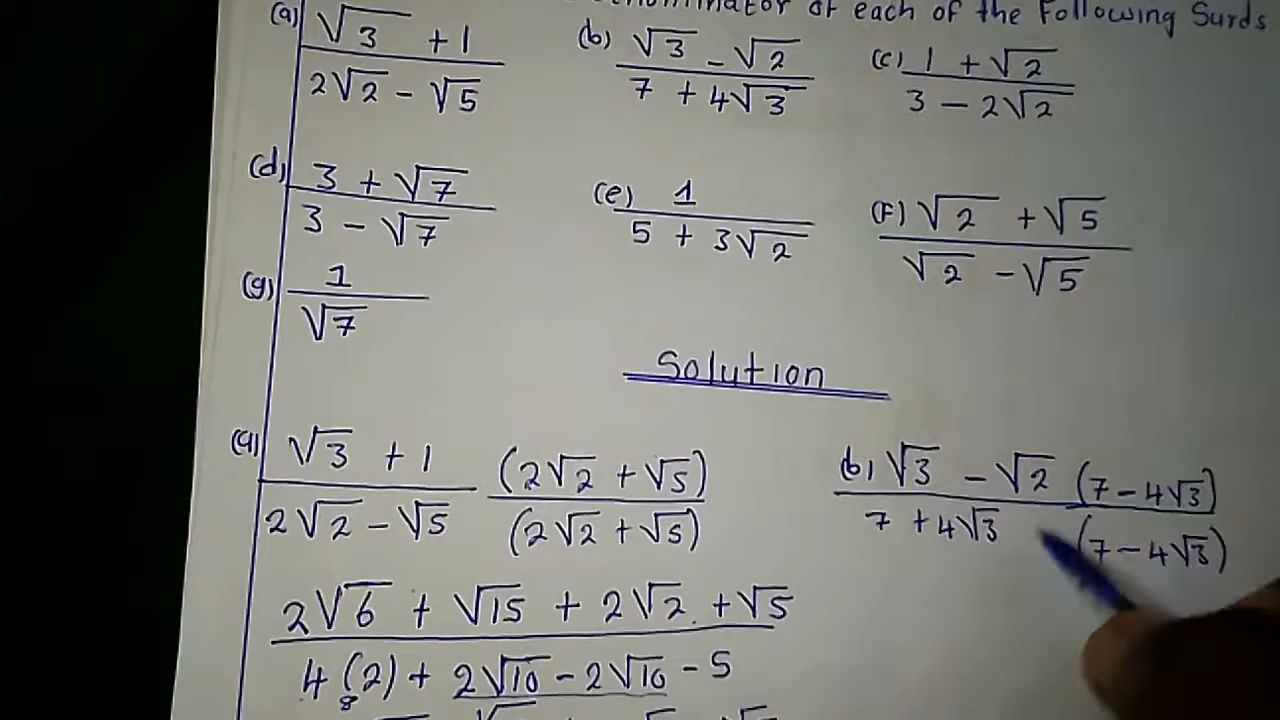 of each of the Following Surds
(a) (√3 + 1)/(2√2 - √5) (b) (√3 - √2)/(7 + 4√3) (c) (1 + √2)/(3 - 2√2)
(d) (3 + √7)/(3 - √7) (e) 1/(5 + 3√2) (F) (√2 + √5)/(√2 - √5)
(g) 1/√7
Solution
(a) (√3 + 1)/(2√2 - √5) (2√2 + √5)/(2√2 + √5) (b) (√3 - √2)/(7 + 4√3) (7 - 4√3)/(7 - 4√3)
(2√6 + √15 + 2√2 + √5)/(4(2) + 2√10 - 2√10 - 5)
8